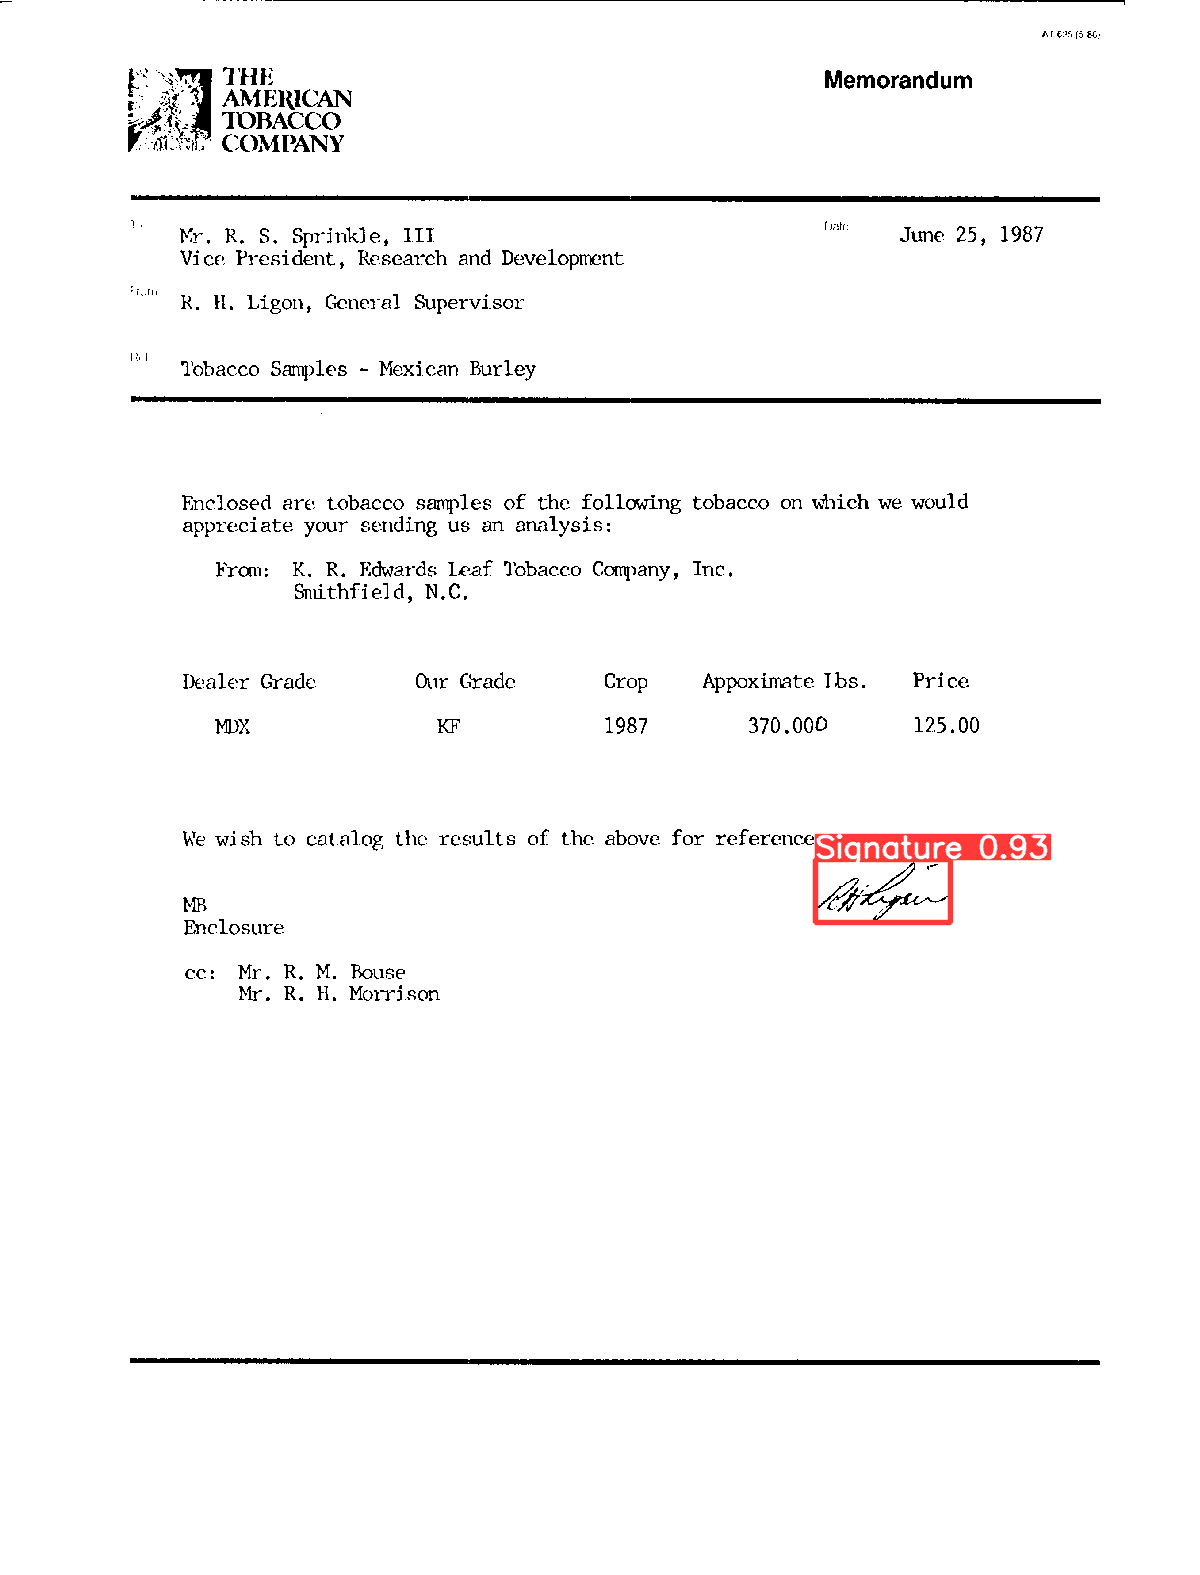 AT 625 (5-86)
THE
AMERICAN
TOBACCO
COMPANY
Memorandum
To
Mr. R. S. Sprinkle, III
Date
June 25, 1987
Vice President, Research and Development
From
R. H. Ligon, General Supervisor
Ref
Tobacco Samples - Mexican Burley
Enclosed are tobacco samples of the following tobacco on which we would
appreciate your sending us an analysis:
From: K. R. Edwards Leaf Tobacco Company, Inc.
Smithfield, N.C.
Dealer Grade Our Grade Crop Appoximate Lbs. Price
MDX KF 1987 370.000 125.00
We wish to catalog the results of the above for reference
Signature 0.93
RHLigon
MB
Enclosure
cc: Mr. R. M. Bouse
Mr. R. H. Morrison